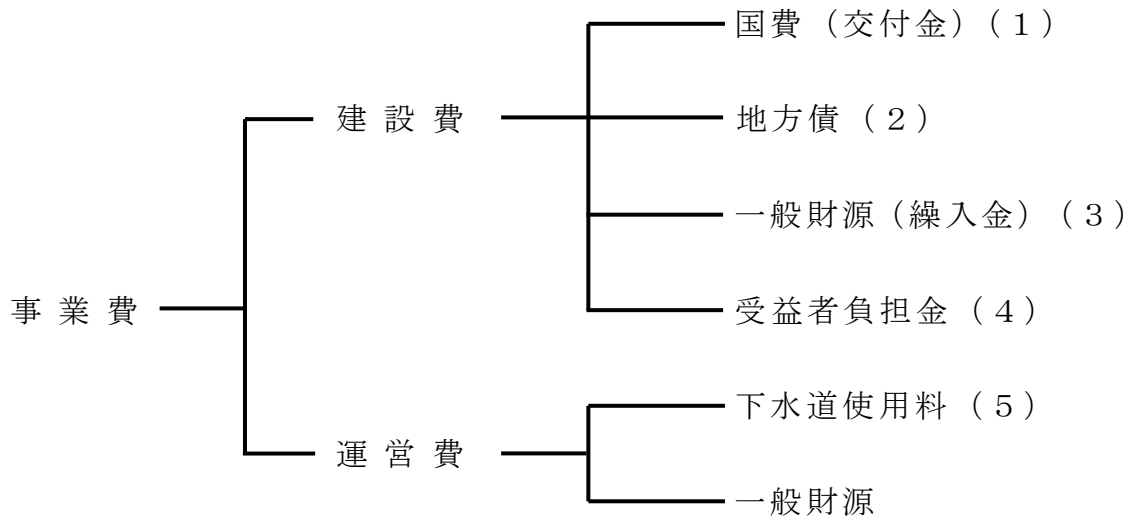 国費（交付金）（１）
建設費
地方債（２）
一般財源（繰入金）（３）
事業費
受益者負担金（４）
下水道使用料（５）
運営費
一般財源